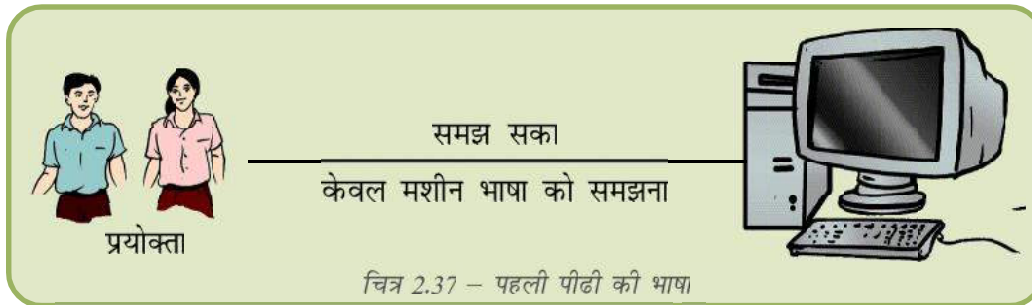 समझ सका
केवल मशीन भाषा को समझना
प्रयोक्ता
चित्र 2.37 – पहली पीढी की भाषा